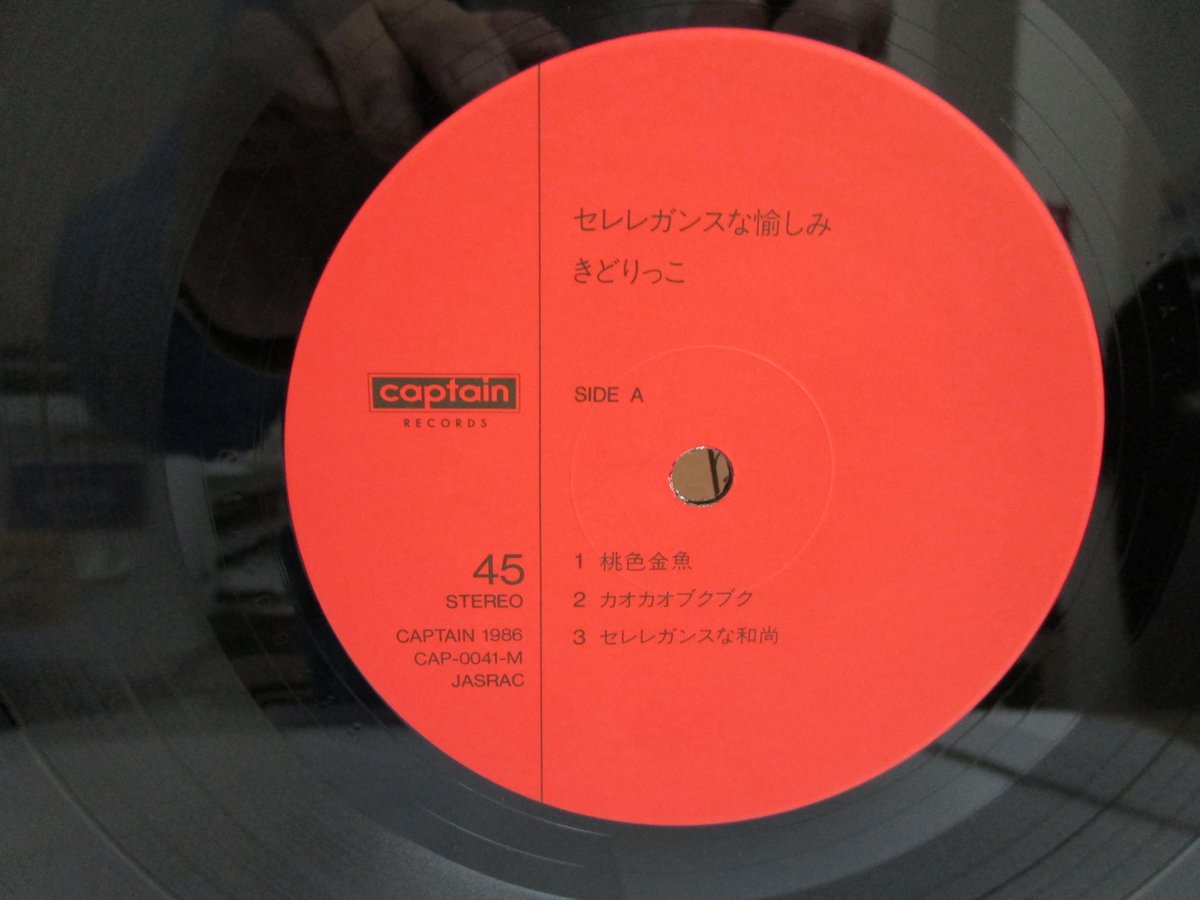 セレレガンスな愉しみ
きどりっこ
captain
RECORDS
SIDE A
45
STEREO
CAPTAIN 1986
CAP-0041-M
JASRAC
1 桃色金魚
2 カオカオブクブク
3 セレレガンスな和尚